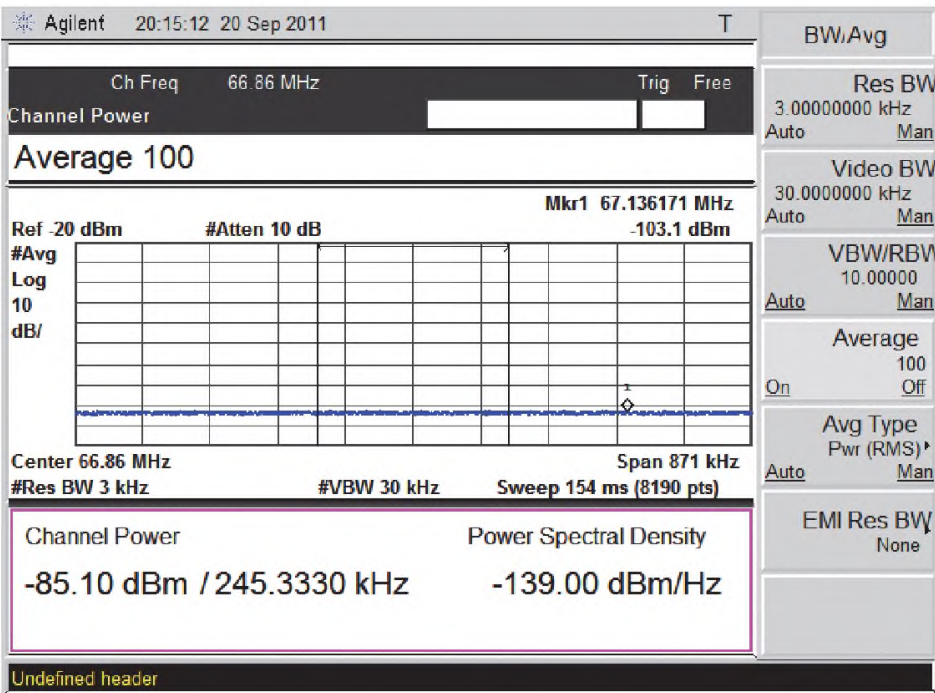 Agilent 20:15:12 20 Sep 2011 T
Ch Freq 66.86 MHz Trig Free
Channel Power
Average 100
Mkr1 67.136171 MHz
Ref -20 dBm #Atten 10 dB -103.1 dBm
#Avg
Log
10
dB/
1
Center 66.86 MHz Span 871 kHz
#Res BW 3 kHz #VBW 30 kHz Sweep 154 ms (8190 pts)
Channel Power Power Spectral Density
-85.10 dBm / 245.3330 kHz -139.00 dBm/Hz
Undefined header
BW/Avg
Res BW
3.00000000 kHz
Auto Man
Video BW
30.0000000 kHz
Auto Man
VBW/RBW
10.00000
Auto Man
Average
100
On Off
Avg Type
Pwr (RMS)
Auto Man
EMI Res BW
None